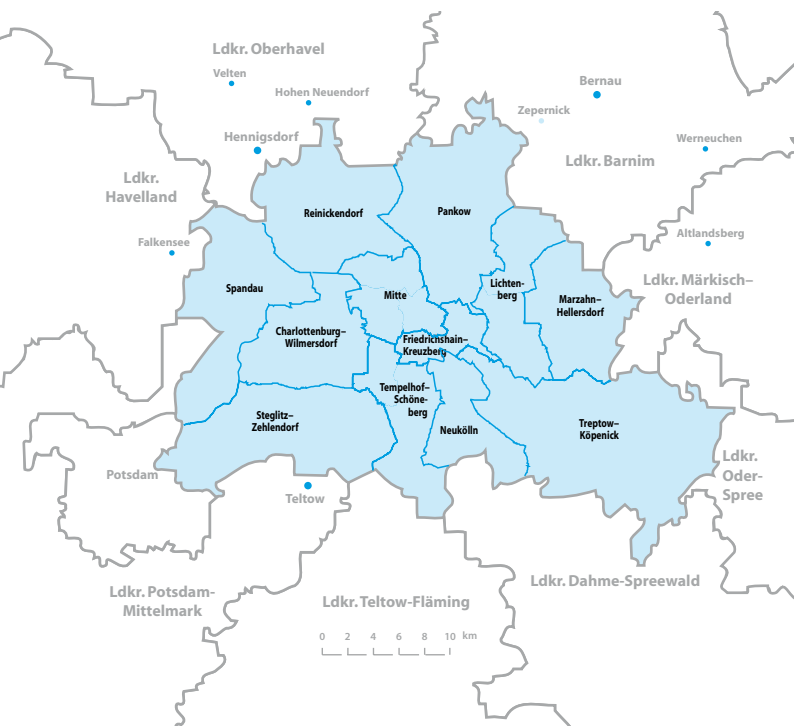 Ldkr. Oberhavel
Velten
Hohen Neuendorf
Bernau
Zepernick
Hennigsdorf
Werneuchen
Ldkr. Barnim
Ldkr.
Havelland
Reinickendorf
Pankow
Falkensee
Altlandsberg
Spandau
Mitte
Lichten-
berg
Marzahn–
Hellersdorf
Ldkr. Märkisch–
Oderland
Charlottenburg–
Wilmersdorf
Friedrichshain–
Kreuzberg
Tempelhof–
Schöne-
berg
Steglitz–
Zehlendorf
Neukölln
Treptow–
Köpenick
Potsdam
Teltow
Ldkr.
Oder-
Spree
Ldkr. Potsdam-
Mittelmark
Ldkr. Teltow-Fläming
Ldkr. Dahme-Spreewald
0 2 4 6 8 10 km